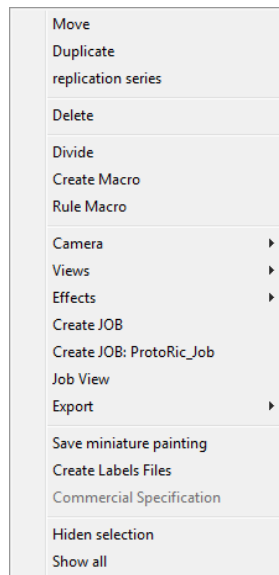 Move
Duplicate
replication series
Delete
Divide
Create Macro
Rule Macro
Camera
Views
Effects
Create JOB
Create JOB: ProtoRic_Job
Job View
Export
Save miniature painting
Create Labels Files
Commercial Specification
Hiden selection
Show all